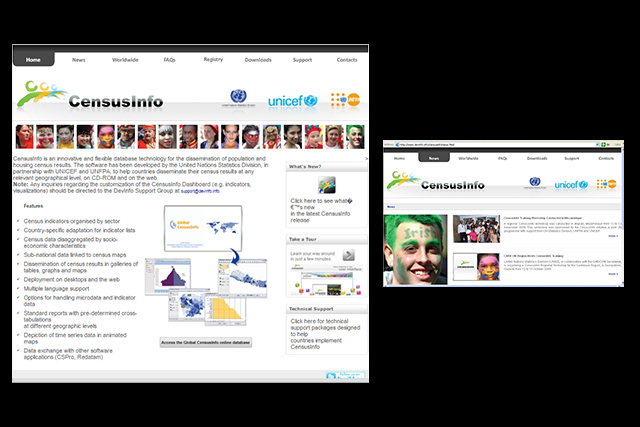 Home News Worldwide FAQs Registry Downloads Support Contacts
CensusInfo
unicef
CensusInfo is an innovative and flexible database technology for the dissemination of population and
housing census results. The software has been developed by the United Nations Statistics Division, in
partnership with UNICEF and UNFPA, to help countries disseminate their census results at any
relevant geographical level, on CD-ROM and on the web.
Note: Any inquiries regarding the customization of the CensusInfo Dashboard (e.g. indicators,
visualizations) should be directed to the DevInfo Support Group at support@devinfo.info.
Features
Census indicators organised by sector
Country-specific adaptation for indicator lists
Census data disaggregated by socio-
economic characteristics
Sub-national data linked to census maps
Dissemination of census results in galleries of
tables, graphs and maps
Deployment on desktops and the web
Multiple language support
Options for handling microdata and indicator
data
Standard reports with pre-determined cross-
tabulations
at different geographic levels
Depiction of time series data in animated
maps
Data exchange with other software
applications (CSPro, Redatam)
Global
CensusInfo
Access the Global CensusInfo online database
What's New?
Click here to see what�
€™s new
in the latest CensusInfo
release
Take a Tour
Learn your way around
in just a few minutes
Technical Support
Click here for technical
support packages designed
to help
countries implement
CensusInfo
Home News Worldwide FAQs Downloads Support Contacts
CensusInfo
unicef
News
Irish